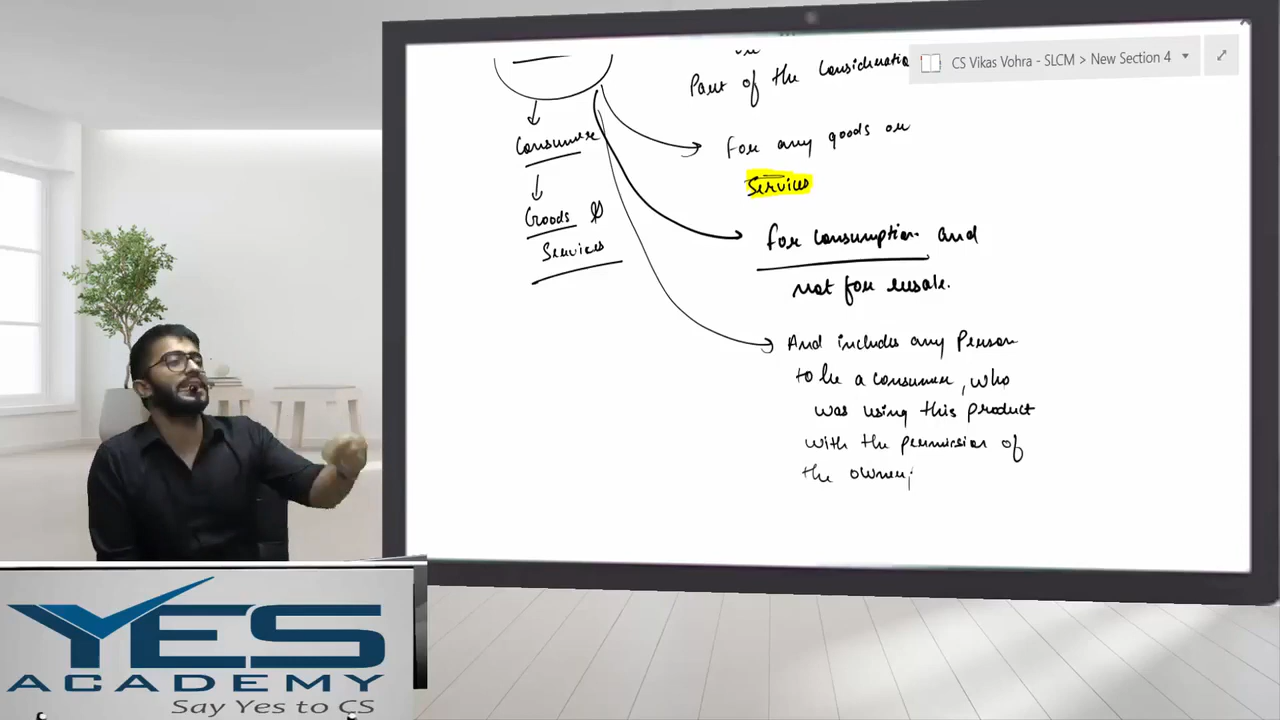 or
Part of the Consideration
CS Vikas Vohra - SLCM > New Section 4
Consumer
For any goods or
Services
Goods &
Services
for consumption and
not for resale.
And includes any Person
to be a consumer, who
was using this product
with the permission of
the owner;
YES
ACADEMY
Say Yes to CS